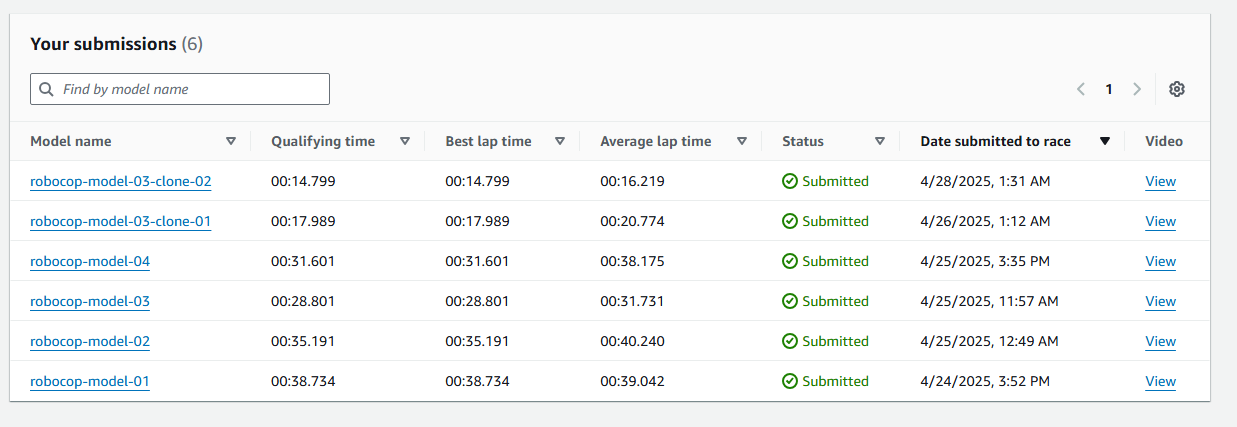 Your submissions (6)
Find by model name
1
Model name Qualifying time Best lap time Average lap time Status Date submitted to race Video
robocop-model-03-clone-02 00:14.799 00:14.799 00:16.219 Submitted 4/28/2025, 1:31 AM View
robocop-model-03-clone-01 00:17.989 00:17.989 00:20.774 Submitted 4/26/2025, 1:12 AM View
robocop-model-04 00:31.601 00:31.601 00:38.175 Submitted 4/25/2025, 3:35 PM View
robocop-model-03 00:28.801 00:28.801 00:31.731 Submitted 4/25/2025, 11:57 AM View
robocop-model-02 00:35.191 00:35.191 00:40.240 Submitted 4/25/2025, 12:49 AM View
robocop-model-01 00:38.734 00:38.734 00:39.042 Submitted 4/24/2025, 3:52 PM View